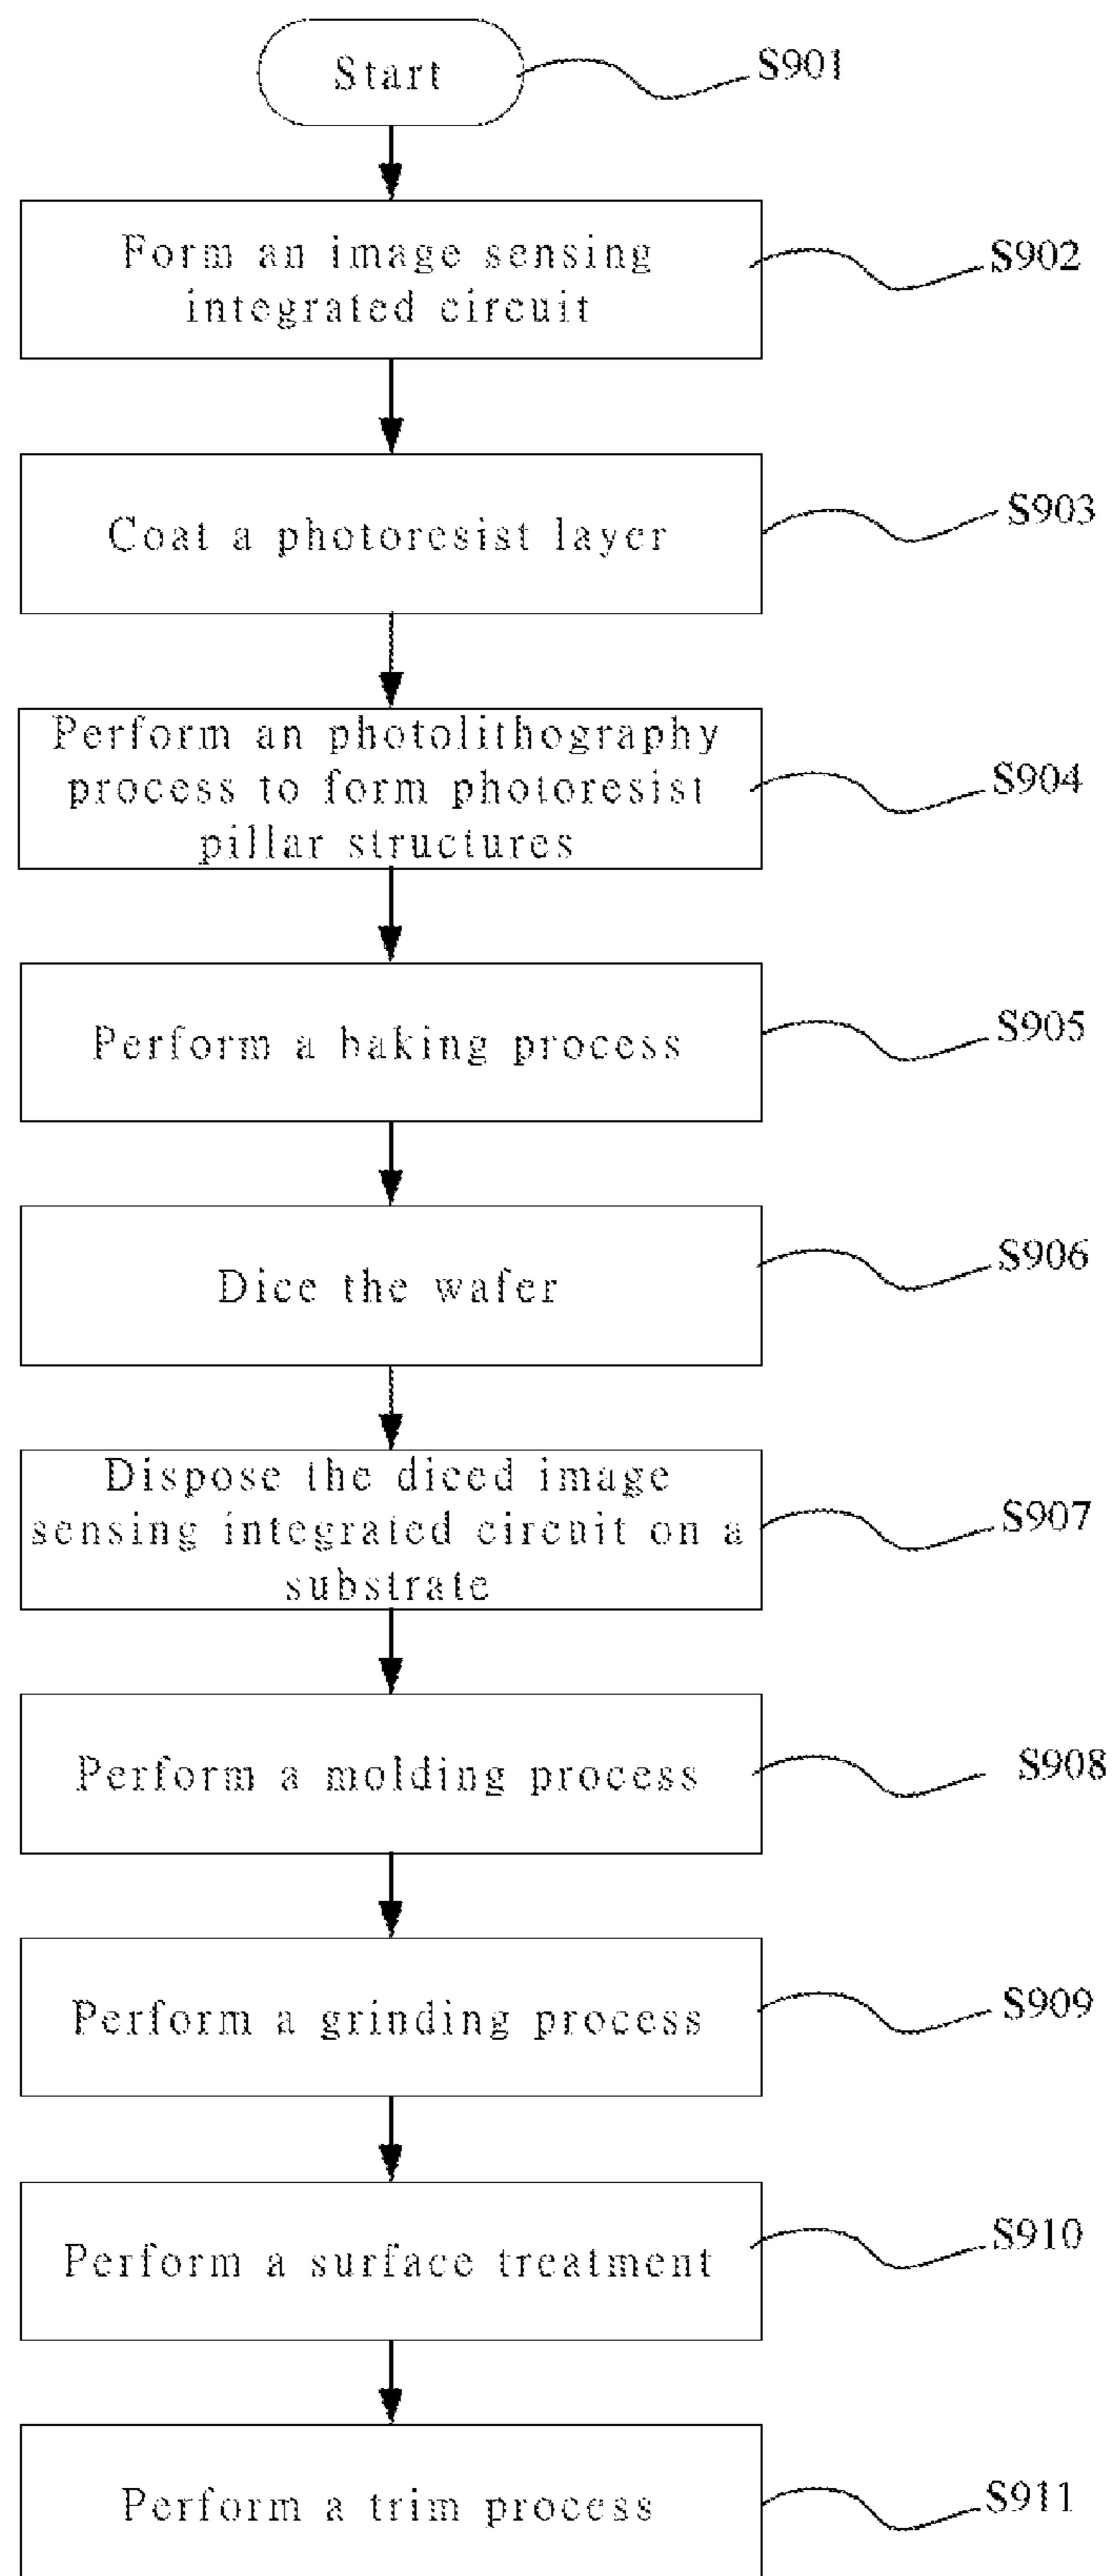 Start
S901
Form an image sensing
integrated circuit
S902
Coat a photoresist layer
S903
Perform an photolithography
process to form photoresist
pillar structures
S904
Perform a baking process
S905
Dice the wafer
S906
Dispose the diced image
sensing integrated circuit on a
substrate
S907
Perform a molding process
S908
Perform a grinding process
S909
Perform a surface treatment
S910
Perform a trim process
S911